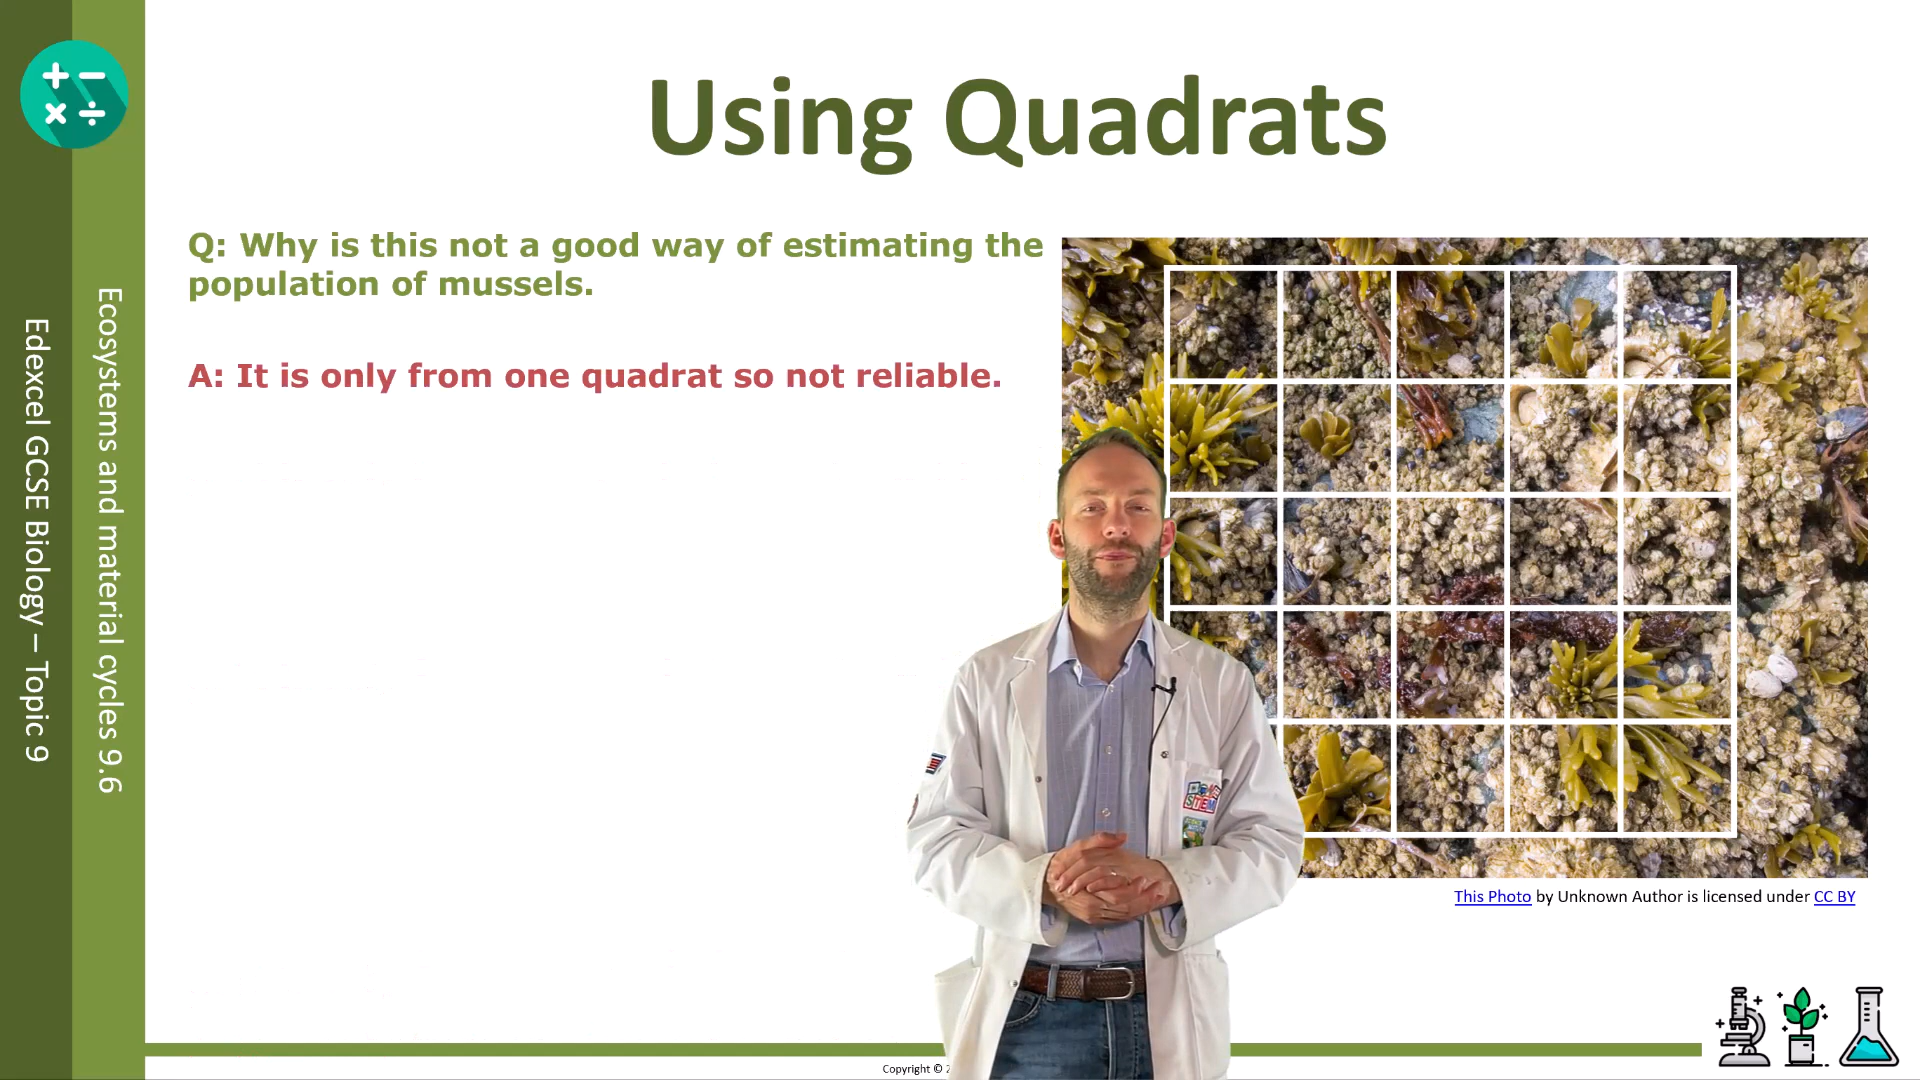 Using Quadrats
Q: Why is this not a good way of estimating the
population of mussels.
A: It is only from one quadrat so not reliable.
Ecosystems and material cycles 9.6
Edexcel GCSE Biology – Topic 9
STEM
This Photo by Unknown Author is licensed under CC BY
Copyright ©